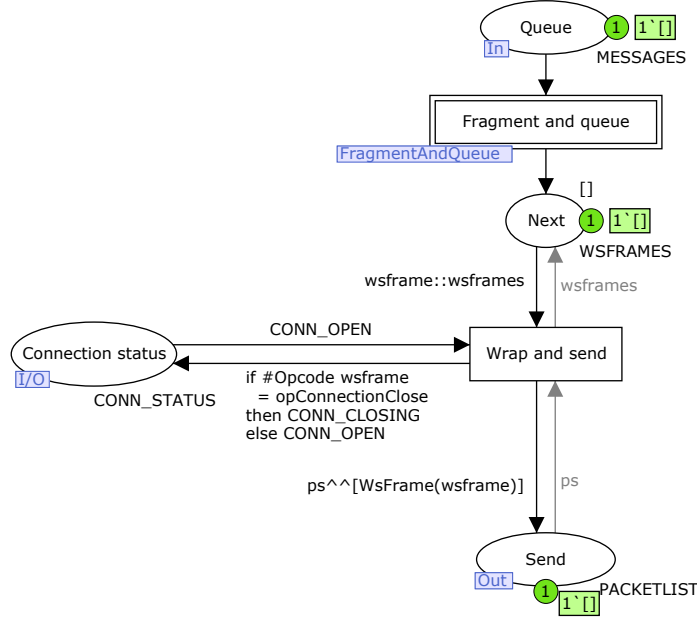 Queue
1
1`[]
In
MESSAGES
Fragment and queue
FragmentAndQueue
[]
Next
1
1`[]
WSFRAMES
wsframe::wsframes
wsframes
CONN_OPEN
Connection status
Wrap and send
I/O
CONN_STATUS
if #Opcode wsframe
= opConnectionClose
then CONN_CLOSING
else CONN_OPEN
ps^^[WsFrame(wsframe)]
ps
Send
Out
1
PACKETLIST
1`[]